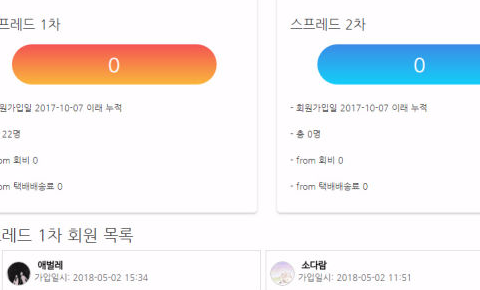 스프레드 1차
0
원가입일 2017-10-07 이래 누적
22명
om 회비 0
om 택배배송료 0
스프레드 2차
0
- 회원가입일 2017-10-07 이래 누적
- 총 0명
- from 회비 0
- from 택배배송료 0
프레드 1차 회원 목록
애벌레
가입일시: 2018-05-02 15:34
소다람
가입일시: 2018-05-02 11:51